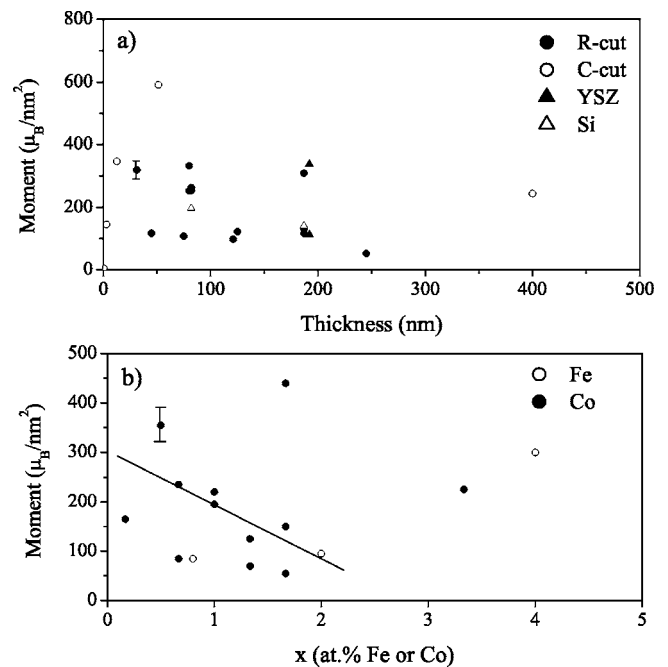 a)
R-cut
C-cut
YSZ
Si
Moment (μB/nm²)
800
600
400
200
0
0 100 200 300 400 500
Thickness (nm)
b)
Fe
Co
Moment (μB/nm²)
500
400
300
200
100
0
0 1 2 3 4 5
x (at.% Fe or Co)